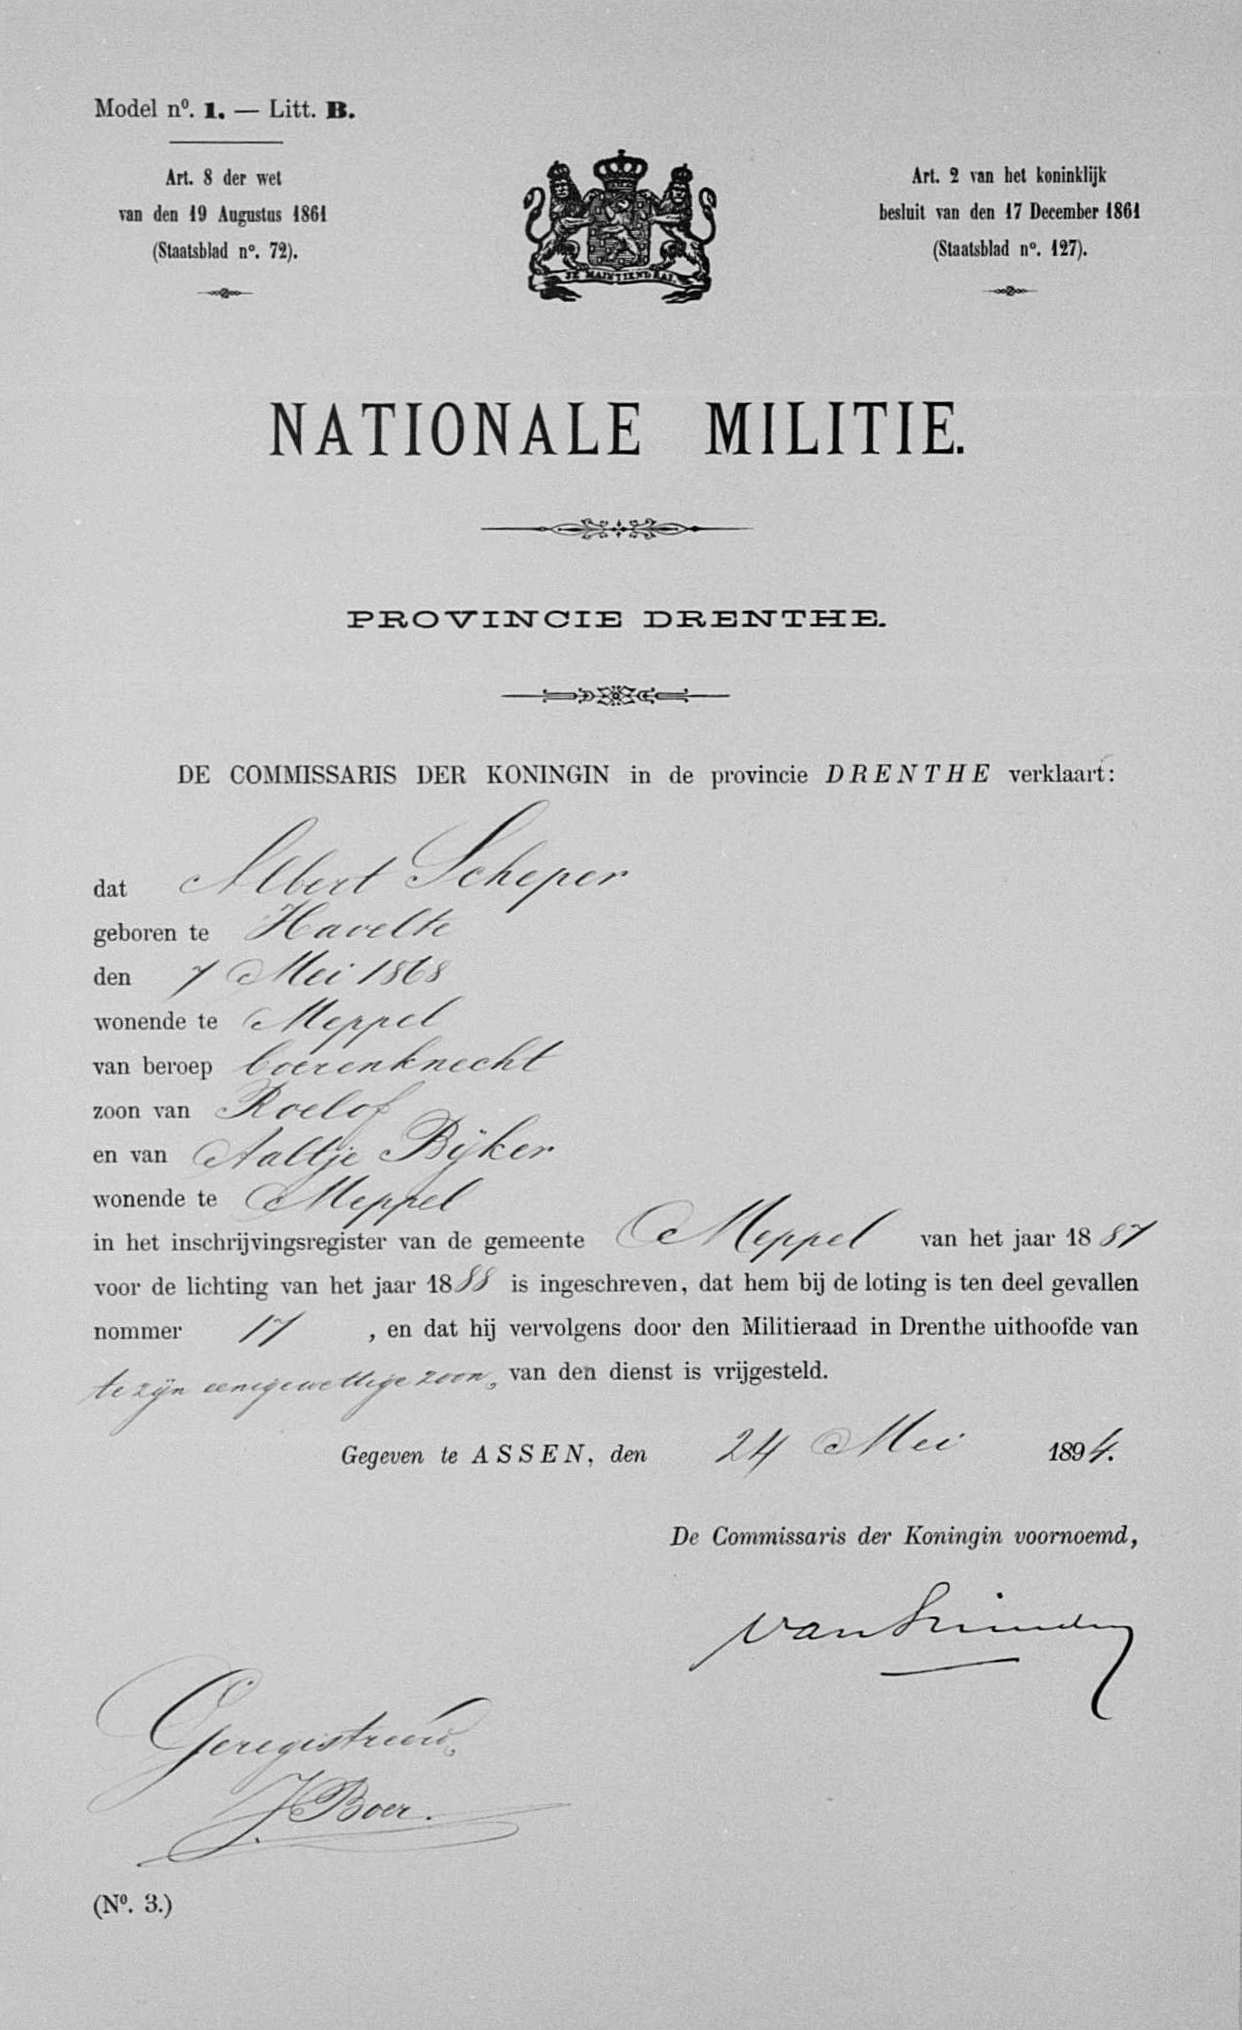 Model nº. 1. — Litt. B.
Art. 8 der wet
van den 19 Augustus 1861
(Staatsblad nº. 72).
JE MAINTIENDRAI.
Art. 2 van het koninklijk
besluit van den 17 December 1861
(Staatsblad nº. 127).
NATIONALE MILITIE.
PROVINCIE DRENTHE.
DE COMMISSARIS DER KONINGIN in de provincie DRENTHE verklaart:
dat Albert Scheper
geboren te Havelte
den 7 Mei 1868
wonende te Meppel
van beroep boerenknecht
zoon van Roelof
en van Aaltje Bijker
wonende te Meppel
in het inschrijvingsregister van de gemeente Meppel van het jaar 1887
voor de lichting van het jaar 1888 is ingeschreven, dat hem bij de loting is ten deel gevallen
nommer 17 , en dat hij vervolgens door den Militieraad in Drenthe uithoofde van
te zijn eenige wettige zoon, van den dienst is vrijgesteld.
Gegeven te ASSEN, den 24 Mei 1894.
De Commissaris der Koningin voornoemd,
van
Geregistreerd,
J Boer.
(Nº. 3.)